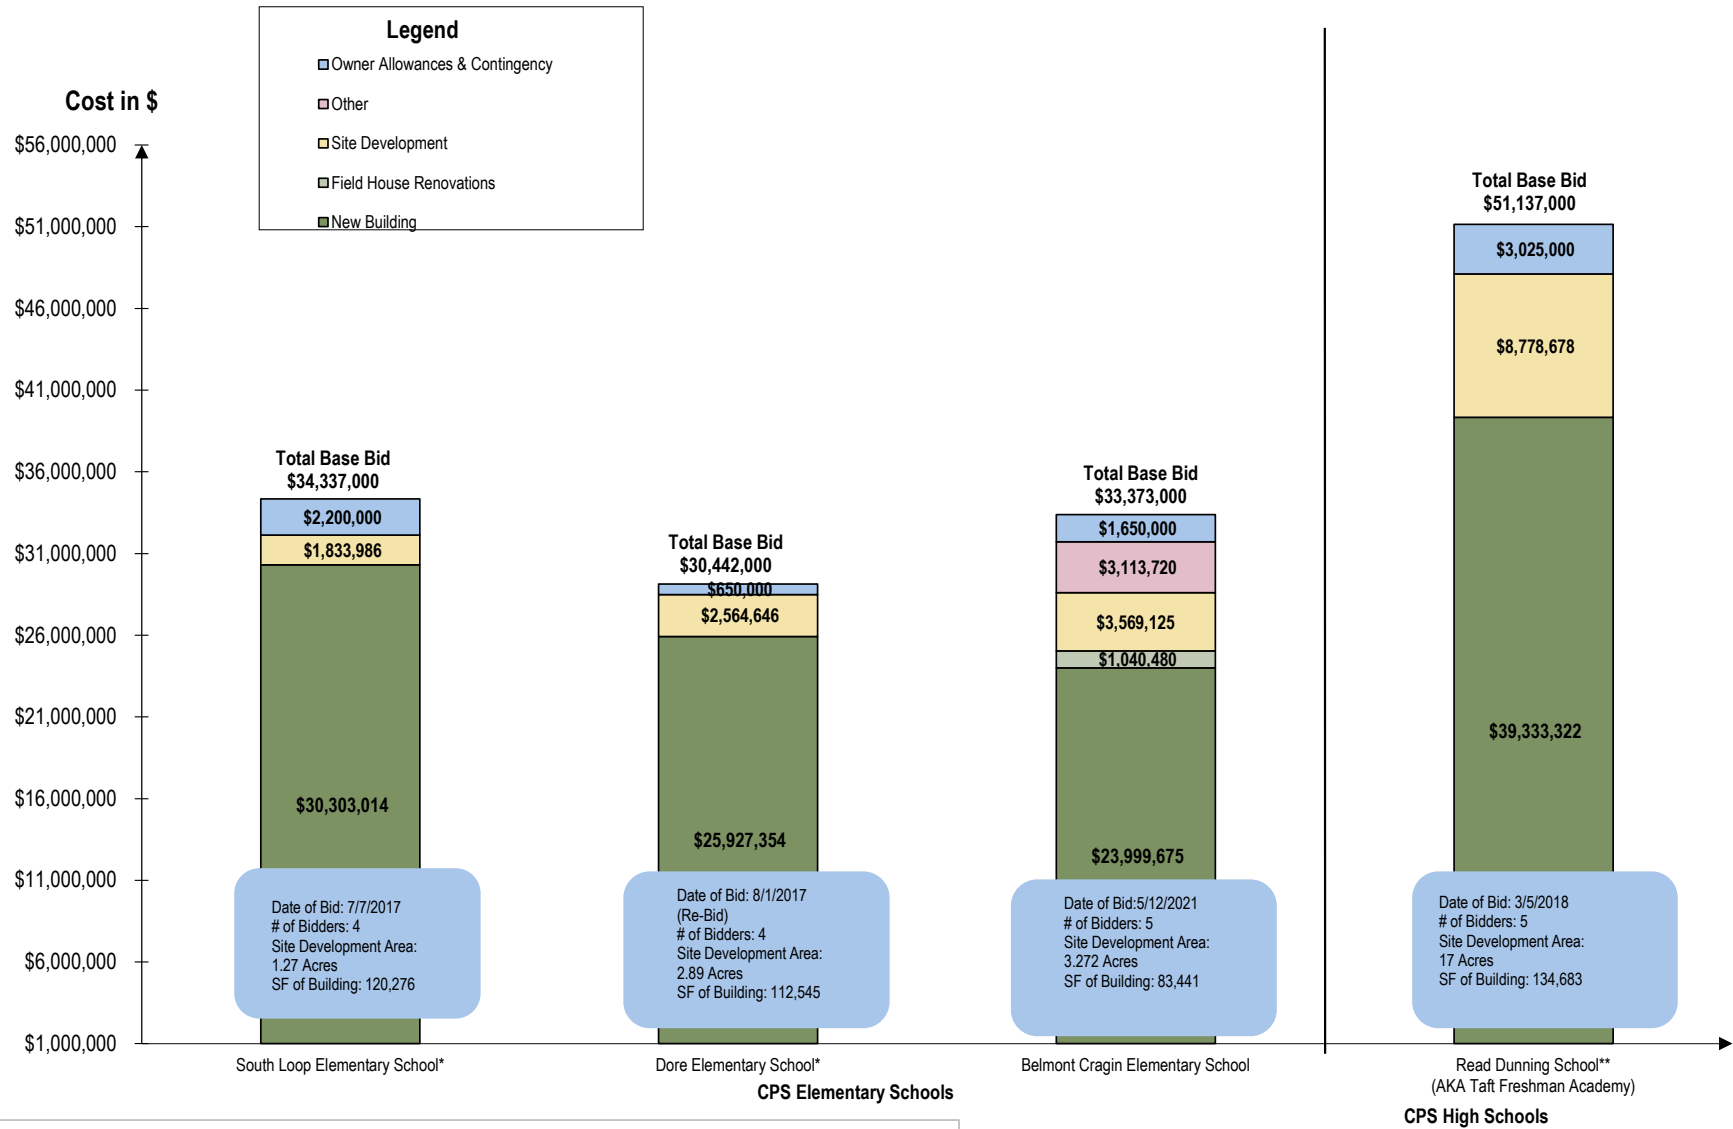 Legend
Owner Allowances & Contingency
Other
Site Development
Field House Renovations
New Building
Cost in $
$56,000,000
$51,000,000
$46,000,000
$41,000,000
$36,000,000
$31,000,000
$26,000,000
$21,000,000
$16,000,000
$11,000,000
$6,000,000
$1,000,000
Total Base Bid
$34,337,000
$2,200,000
$1,833,986
$30,303,014
Date of Bid: 7/7/2017
# of Bidders: 4
Site Development Area:
1.27 Acres
SF of Building: 120,276
South Loop Elementary School*
Total Base Bid
$30,442,000
$650,000
$2,564,646
$25,927,354
Date of Bid: 8/1/2017
(Re-Bid)
# of Bidders: 4
Site Development Area:
2.89 Acres
SF of Building: 112,545
Dore Elementary School*
Total Base Bid
$33,373,000
$1,650,000
$3,113,720
$3,569,125
$1,040,480
$23,999,675
Date of Bid:5/12/2021
# of Bidders: 5
Site Development Area:
3.272 Acres
SF of Building: 83,441
Belmont Cragin Elementary School
CPS Elementary Schools
Total Base Bid
$51,137,000
$3,025,000
$8,778,678
$39,333,322
Date of Bid: 3/5/2018
# of Bidders: 5
Site Development Area:
17 Acres
SF of Building: 134,683
Read Dunning School**
(AKA Taft Freshman Academy)
CPS High Schools